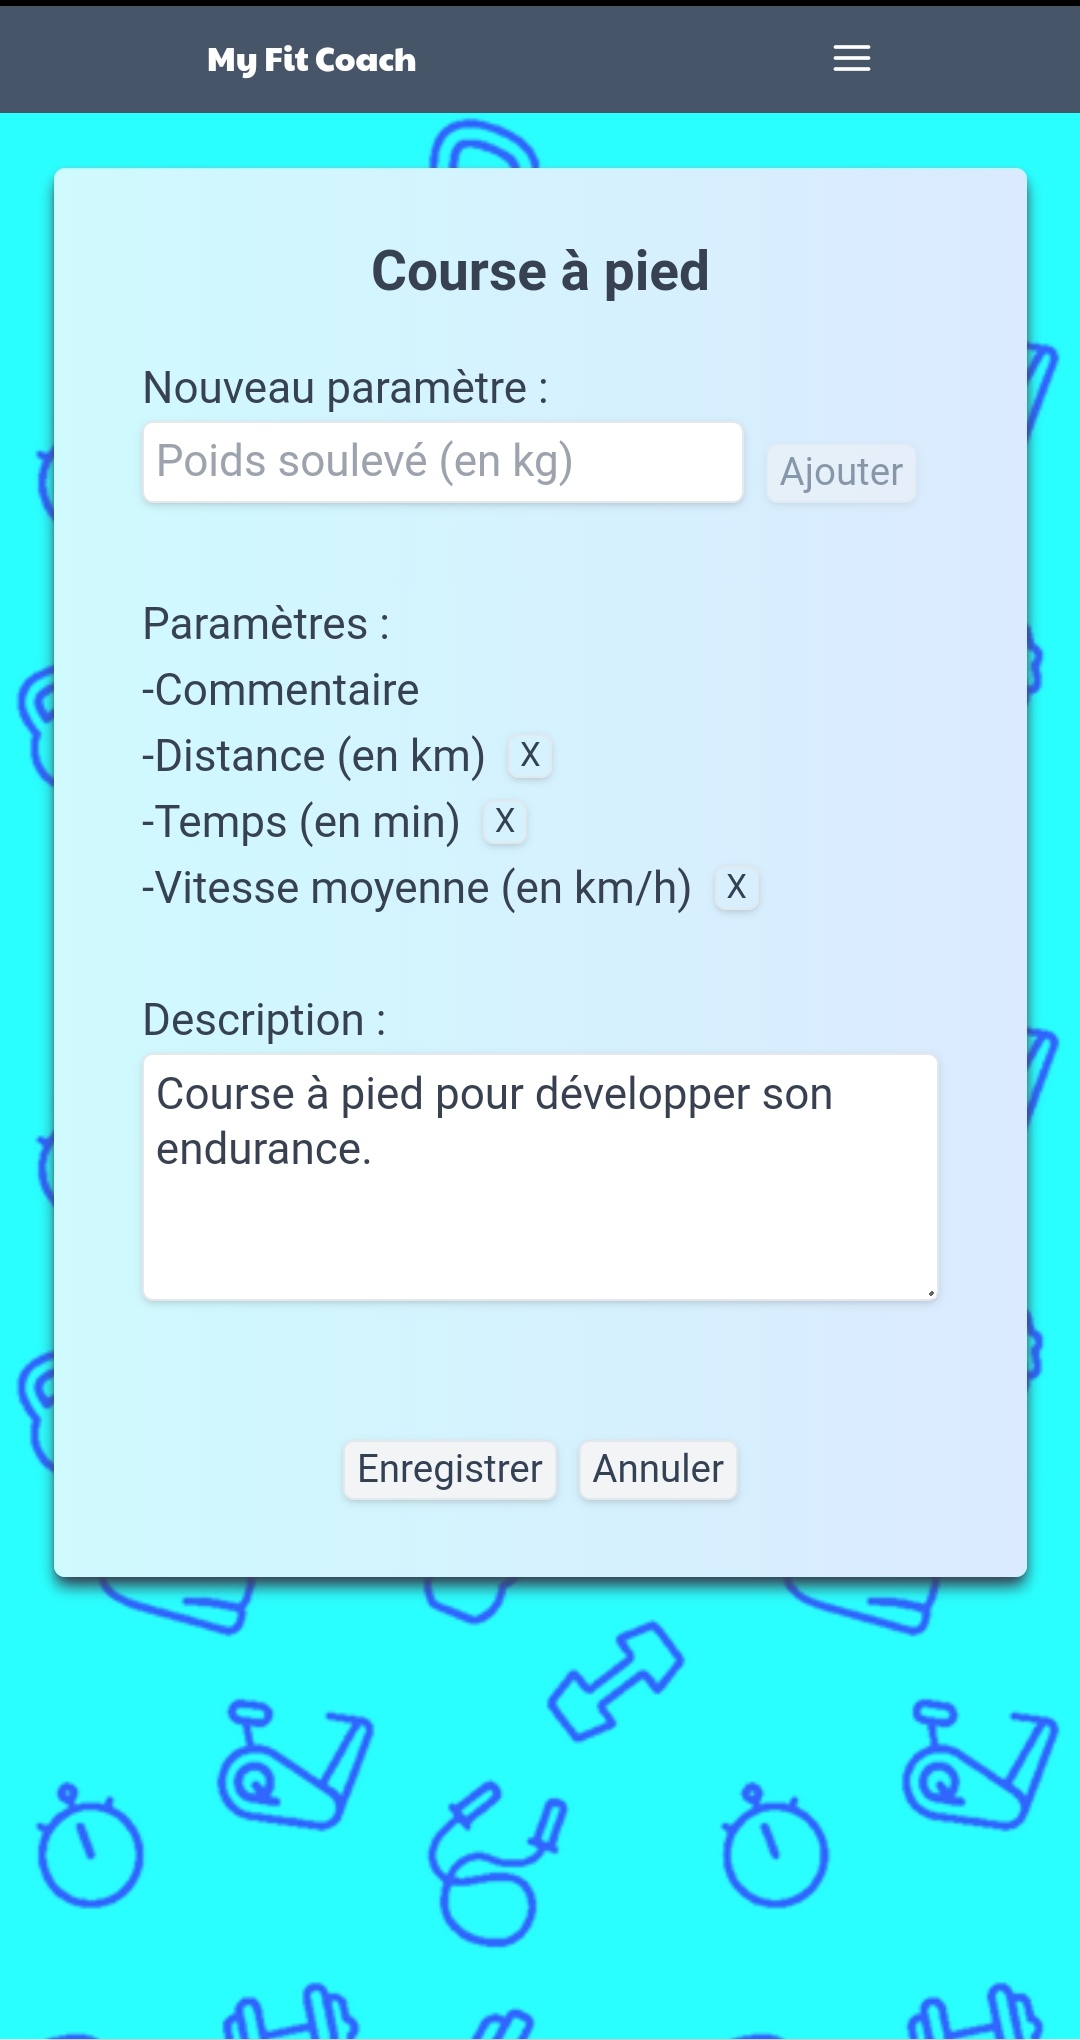 My Fit Coach
Course à pied
Nouveau paramètre :
Poids soulevé (en kg)
Ajouter
Paramètres :
-Commentaire
-Distance (en km) X
-Temps (en min) X
-Vitesse moyenne (en km/h) X
Description :
Course à pied pour développer son
endurance.
Enregistrer Annuler